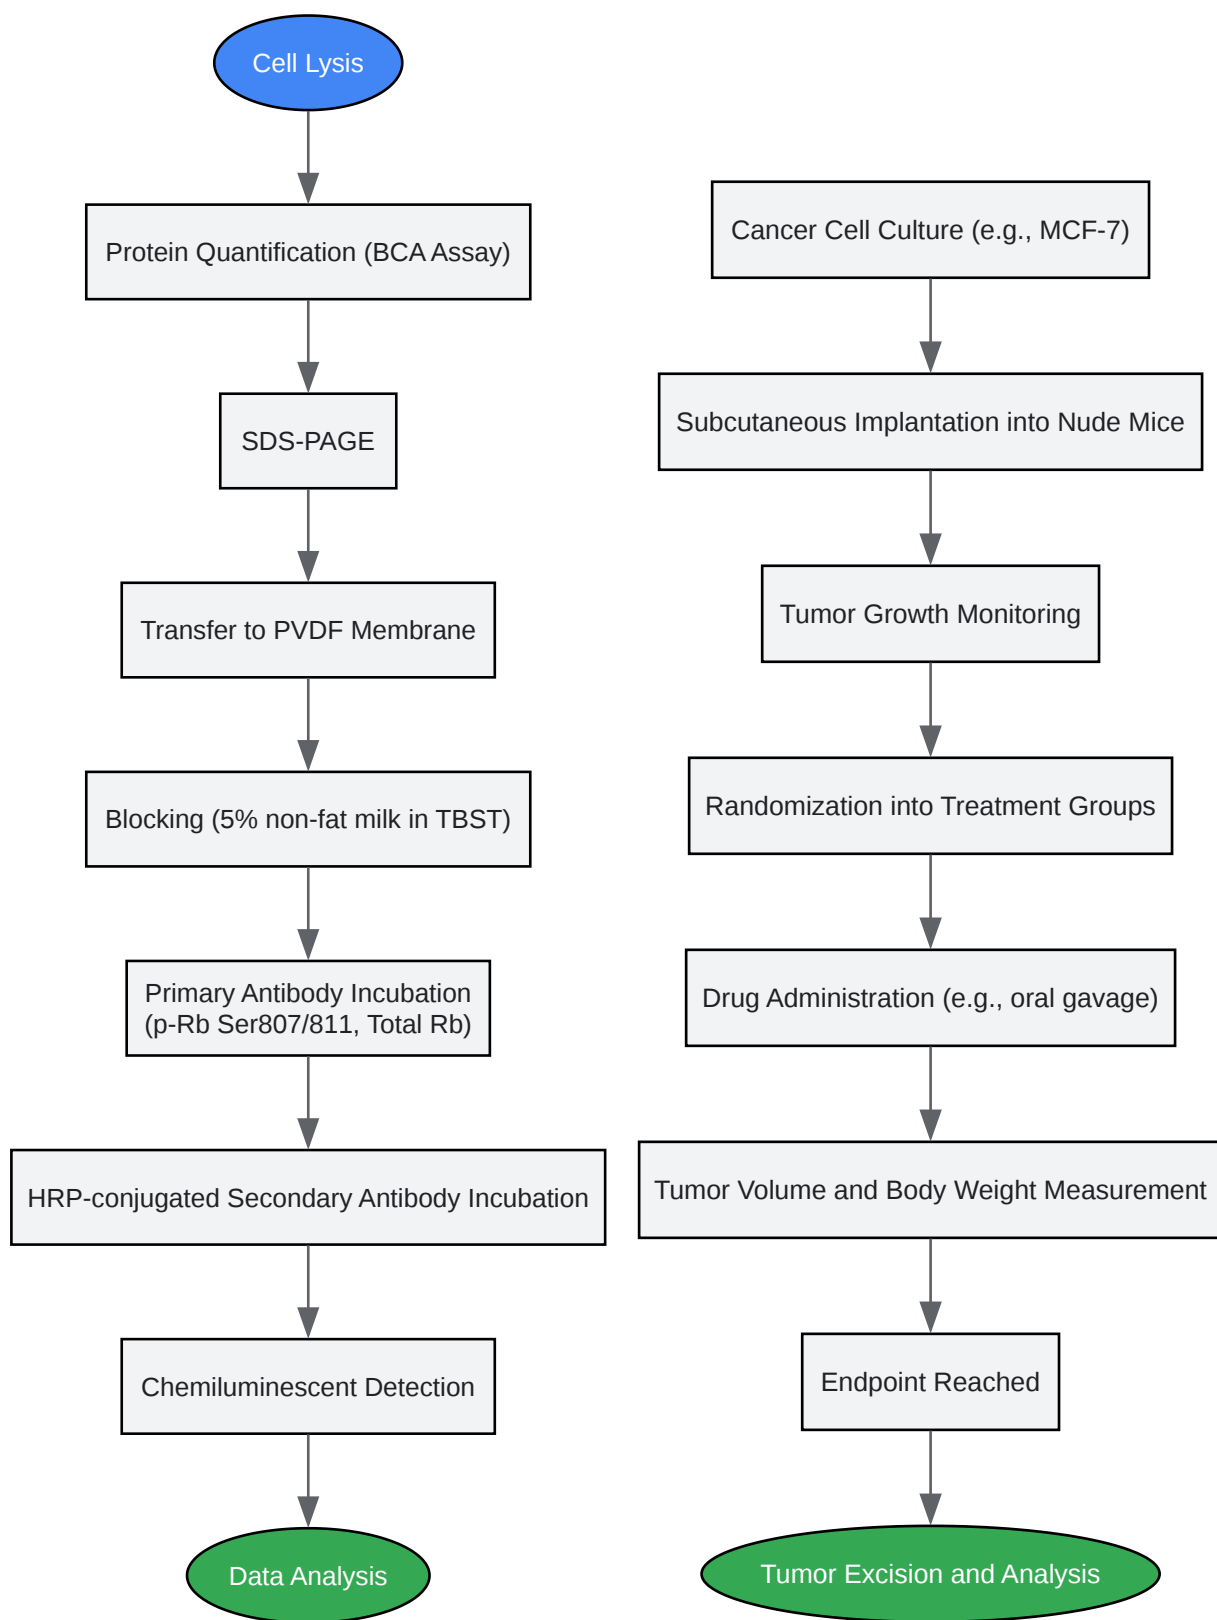 Cell Lysis
Protein Quantification (BCA Assay)
SDS-PAGE
Transfer to PVDF Membrane
Blocking (5% non-fat milk in TBST)
Primary Antibody Incubation
(p-Rb Ser807/811, Total Rb)
HRP-conjugated Secondary Antibody Incubation
Chemiluminescent Detection
Data Analysis
Cancer Cell Culture (e.g., MCF-7)
Subcutaneous Implantation into Nude Mice
Tumor Growth Monitoring
Randomization into Treatment Groups
Drug Administration (e.g., oral gavage)
Tumor Volume and Body Weight Measurement
Endpoint Reached
Tumor Excision and Analysis